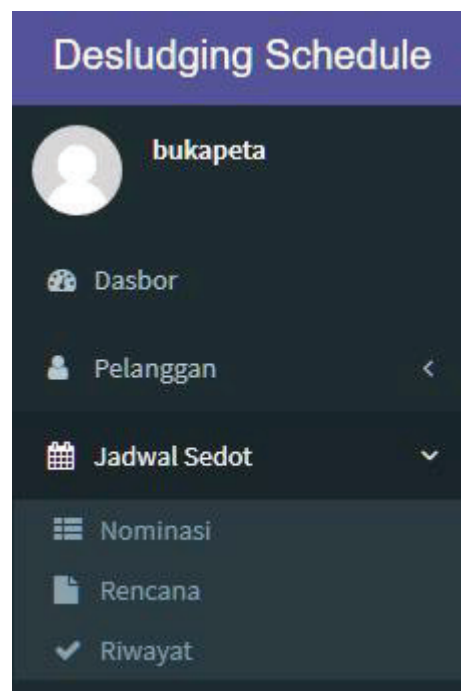 Desludging Schedule
bukapeta
Dasbor
Pelanggan
Jadwal Sedot
Nominasi
Rencana
Riwayat